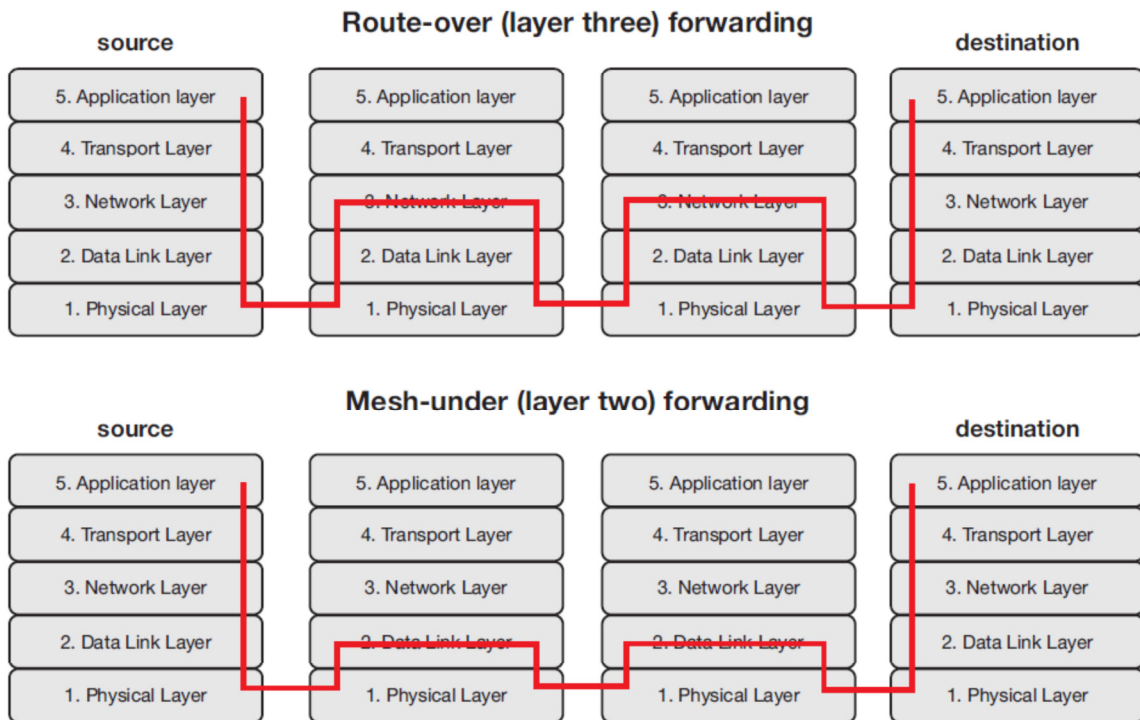 Route-over (layer three) forwarding
source destination
5. Application layer 5. Application layer 5. Application layer 5. Application layer
4. Transport Layer 4. Transport Layer 4. Transport Layer 4. Transport Layer
3. Network Layer 3. Network Layer 3. Network Layer 3. Network Layer
2. Data Link Layer 2. Data Link Layer 2. Data Link Layer 2. Data Link Layer
1. Physical Layer 1. Physical Layer 1. Physical Layer 1. Physical Layer
Mesh-under (layer two) forwarding
source destination
5. Application layer 5. Application layer 5. Application layer 5. Application layer
4. Transport Layer 4. Transport Layer 4. Transport Layer 4. Transport Layer
3. Network Layer 3. Network Layer 3. Network Layer 3. Network Layer
2. Data Link Layer 2. Data Link Layer 2. Data Link Layer 2. Data Link Layer
1. Physical Layer 1. Physical Layer 1. Physical Layer 1. Physical Layer